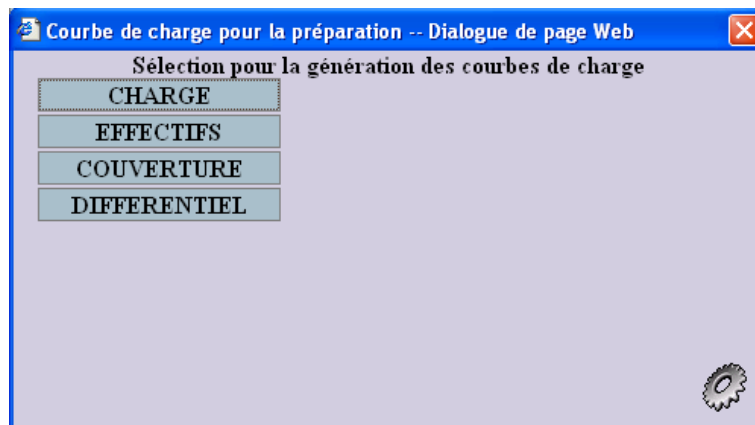 Courbe de charge pour la préparation -- Dialogue de page Web
Sélection pour la génération des courbes de charge
CHARGE
EFFECTIFS
COUVERTURE
DIFFERENTIEL